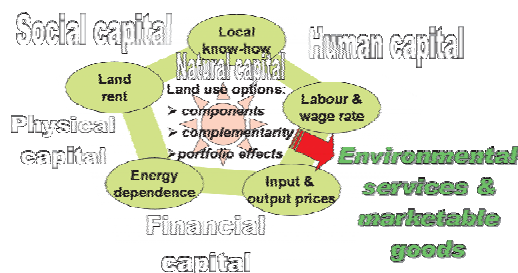 Social capital
Local
know-how
Human capital
Natural capital
Land
rent
Land use options:
➢ components
➢ complementarity
➢ portfolio effects
Labour &
wage rate
Physical
capital
Energy
dependence
Input &
output prices
Environmental
services &
marketable
goods
Financial
capital